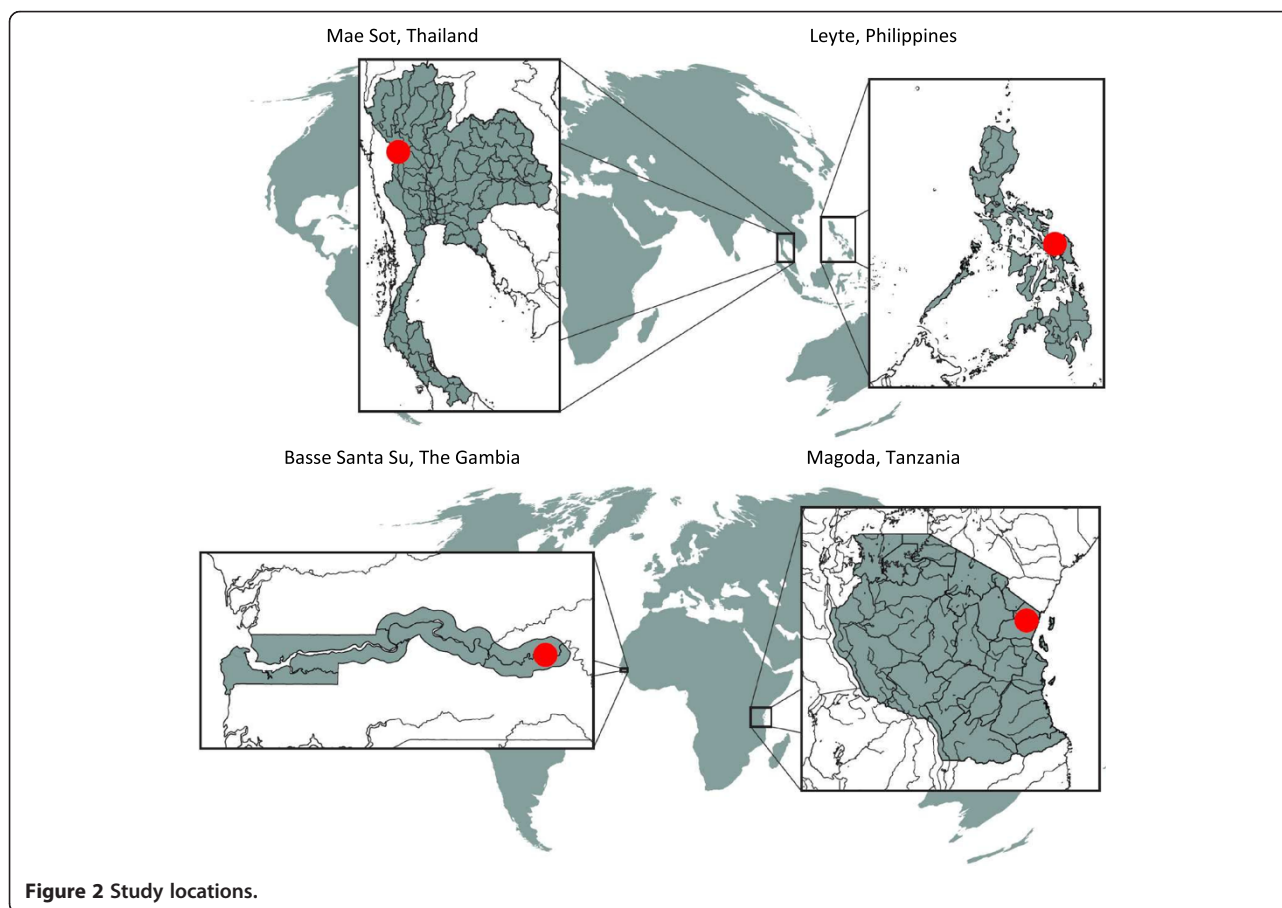 Mae Sot, Thailand
Leyte, Philippines
Basse Santa Su, The Gambia
Magoda, Tanzania
Figure 2 Study locations.